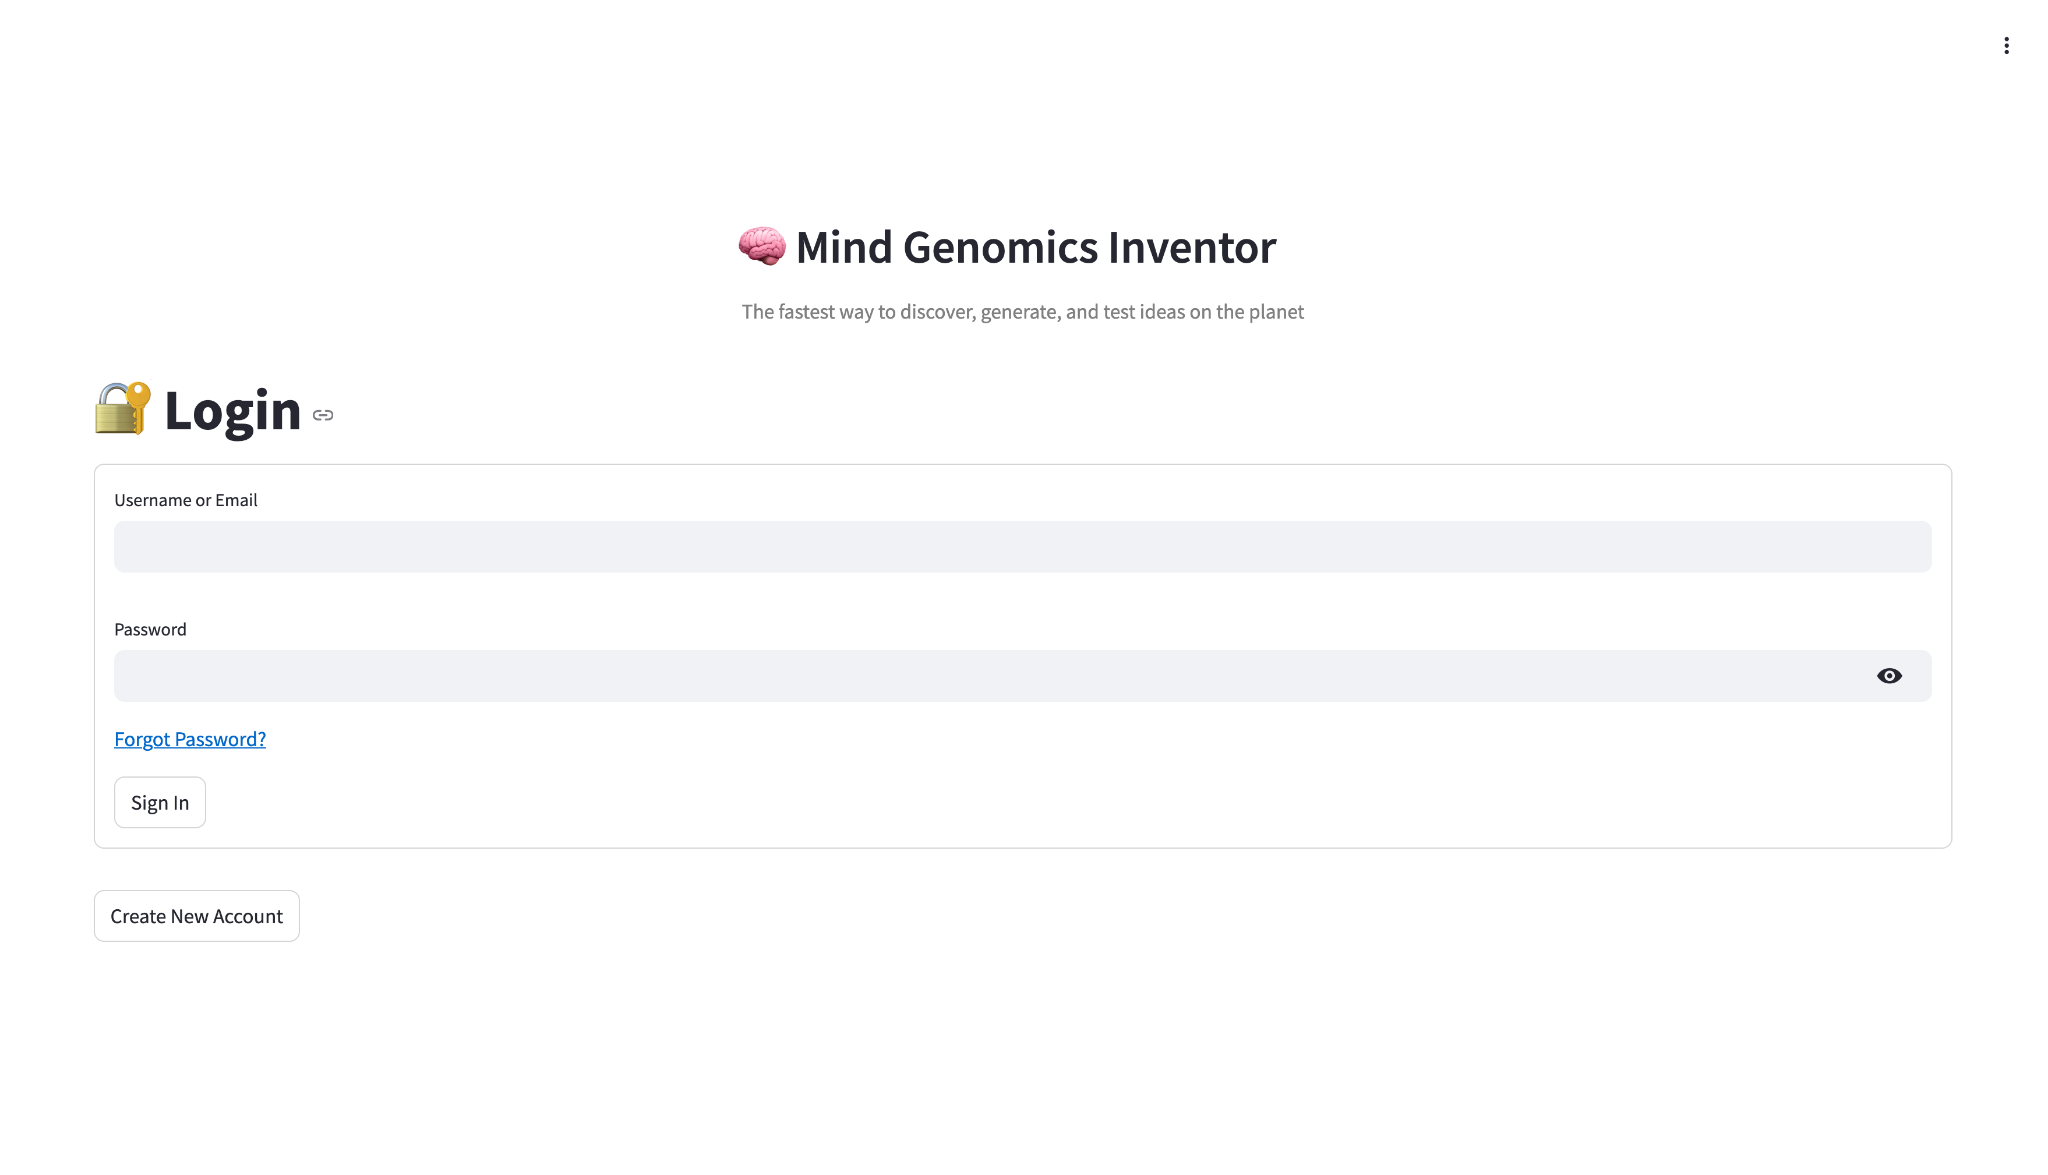 Mind Genomics Inventor
The fastest way to discover, generate, and test ideas on the planet
Login
Username or Email
Password
Forgot Password?
Sign In
Create New Account